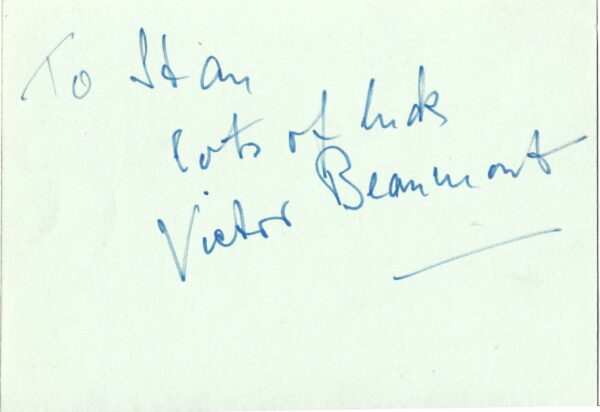 To Stan
lots of luck
Victor Beaumont